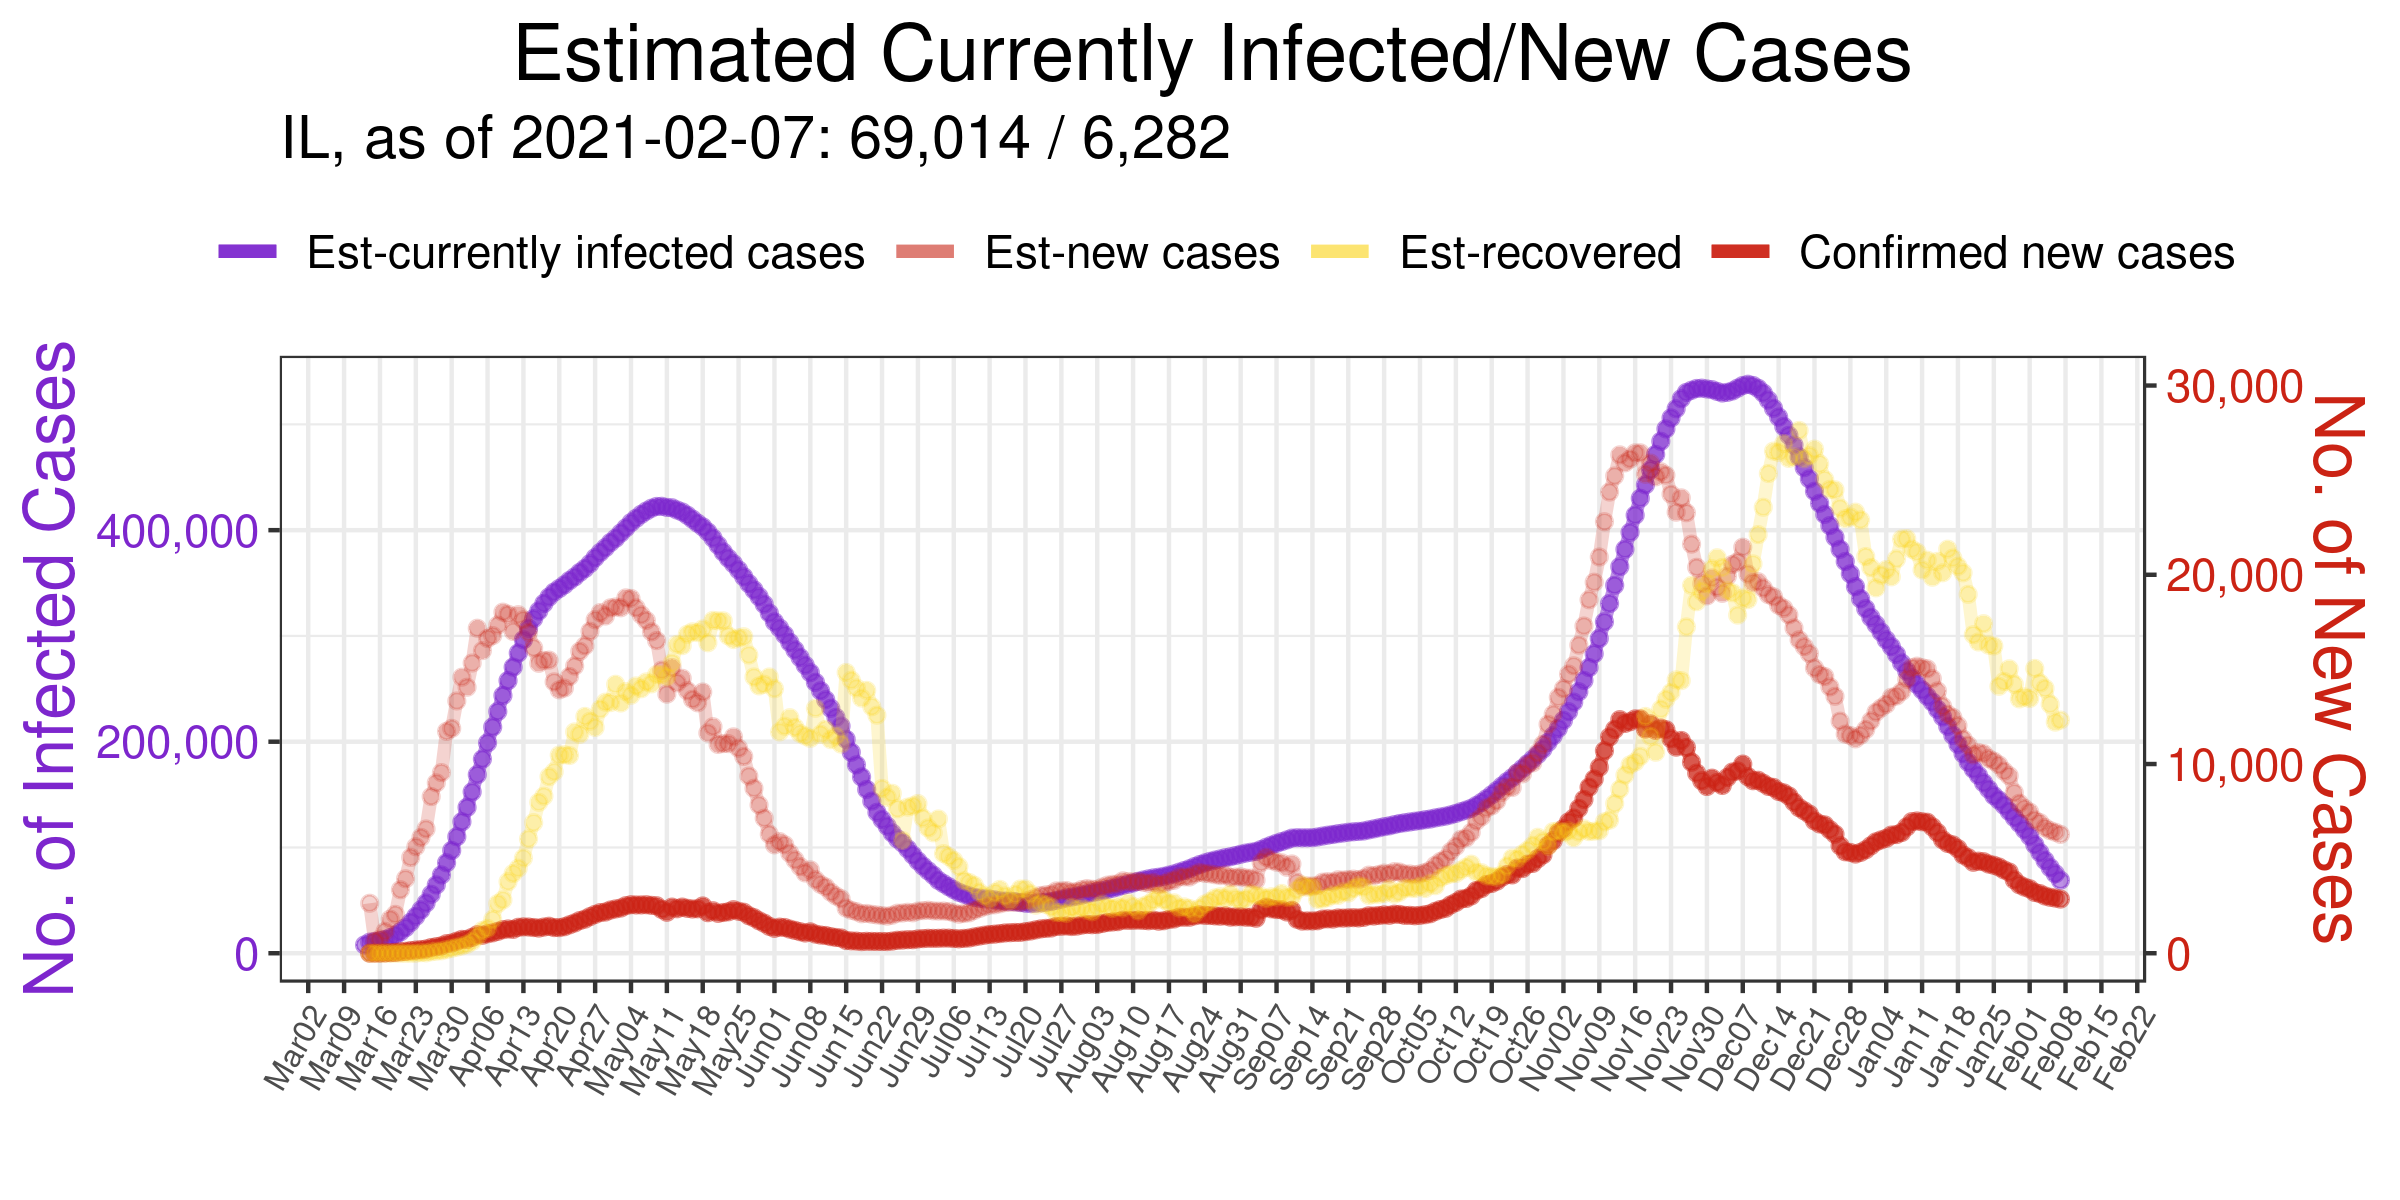 Estimated Currently Infected/New Cases
IL, as of 2021-02-07: 69,014 / 6,282
Est-currently infected cases Est-new cases Est-recovered Confirmed new cases
No. of Infected Cases
400,000
200,000
0
30,000
20,000
10,000
0
No. of New Cases
Mar02 Mar09 Mar16 Mar23 Mar30 Apr06 Apr13 Apr20 Apr27 May04 May11 May18 May25 Jun01 Jun08 Jun15 Jun22 Jun29 Jul06 Jul13 Jul20 Jul27 Aug03 Aug10 Aug17 Aug24 Aug31 Sep07 Sep14 Sep21 Sep28 Oct05 Oct12 Oct19 Oct26 Nov02 Nov09 Nov16 Nov23 Nov30 Dec07 Dec14 Dec21 Dec28 Jan04 Jan11 Jan18 Jan25 Feb01 Feb08 Feb15 Feb22